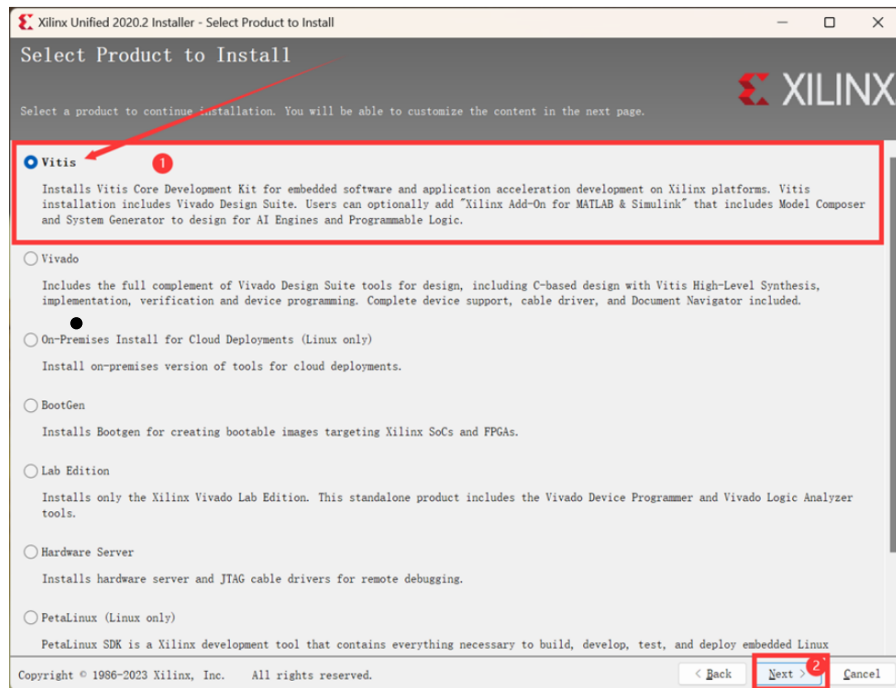 Xilinx Unified 2020.2 Installer - Select Product to Install
Select Product to Install
XILINX
Select a product to continue installation. You will be able to customize the content in the next page.
Vitis
1
Installs Vitis Core Development Kit for embedded software and application acceleration development on Xilinx platforms. Vitis
installation includes Vivado Design Suite. Users can optionally add "Xilinx Add-On for MATLAB & Simulink" that includes Model Composer
and System Generator to design for AI Engines and Programmable Logic.
Vivado
Includes the full complement of Vivado Design Suite tools for design, including C-based design with Vitis High-Level Synthesis,
implementation, verification and device programming. Complete device support, cable driver, and Document Navigator included.
On-Premises Install for Cloud Deployments (Linux only)
Install on-premises version of tools for cloud deployments.
BootGen
Installs Bootgen for creating bootable images targeting Xilinx SoCs and FPGAs.
Lab Edition
Installs only the Xilinx Vivado Lab Edition. This standalone product includes the Vivado Device Programmer and Vivado Logic Analyzer
tools.
Hardware Server
Installs hardware server and JTAG cable drivers for remote debugging.
PetaLinux (Linux only)
PetaLinux SDK is a Xilinx development tool that contains everything necessary to build, develop, test, and deploy embedded Linux
Copyright © 1986-2023 Xilinx, Inc. All rights reserved.
< Back
Next >
2
Cancel